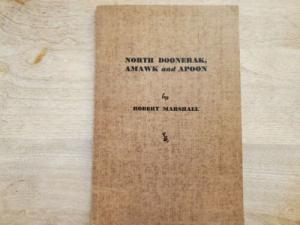 NORTH DOONERAK,
AMAWK and APOON
by
ROBERT MARSHALL